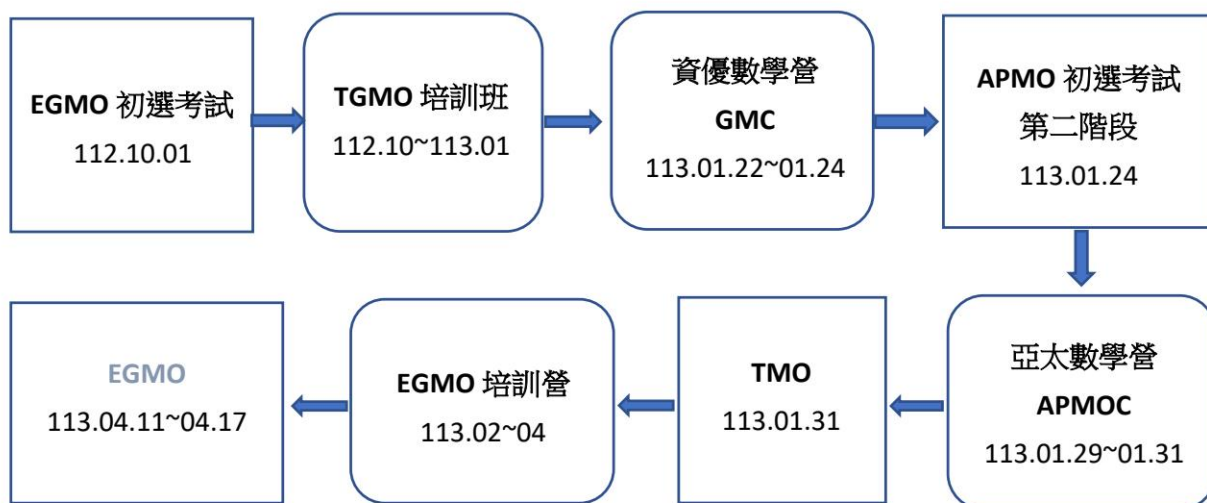 EGMO 初選考試
112.10.01
TGMO 培訓班
112.10~113.01
資優數學營
GMC
113.01.22~01.24
APMO 初選考試
第二階段
113.01.24
亞太數學營
APMOC
113.01.29~01.31
TMO
113.01.31
EGMO 培訓營
113.02~04
EGMO
113.04.11~04.17